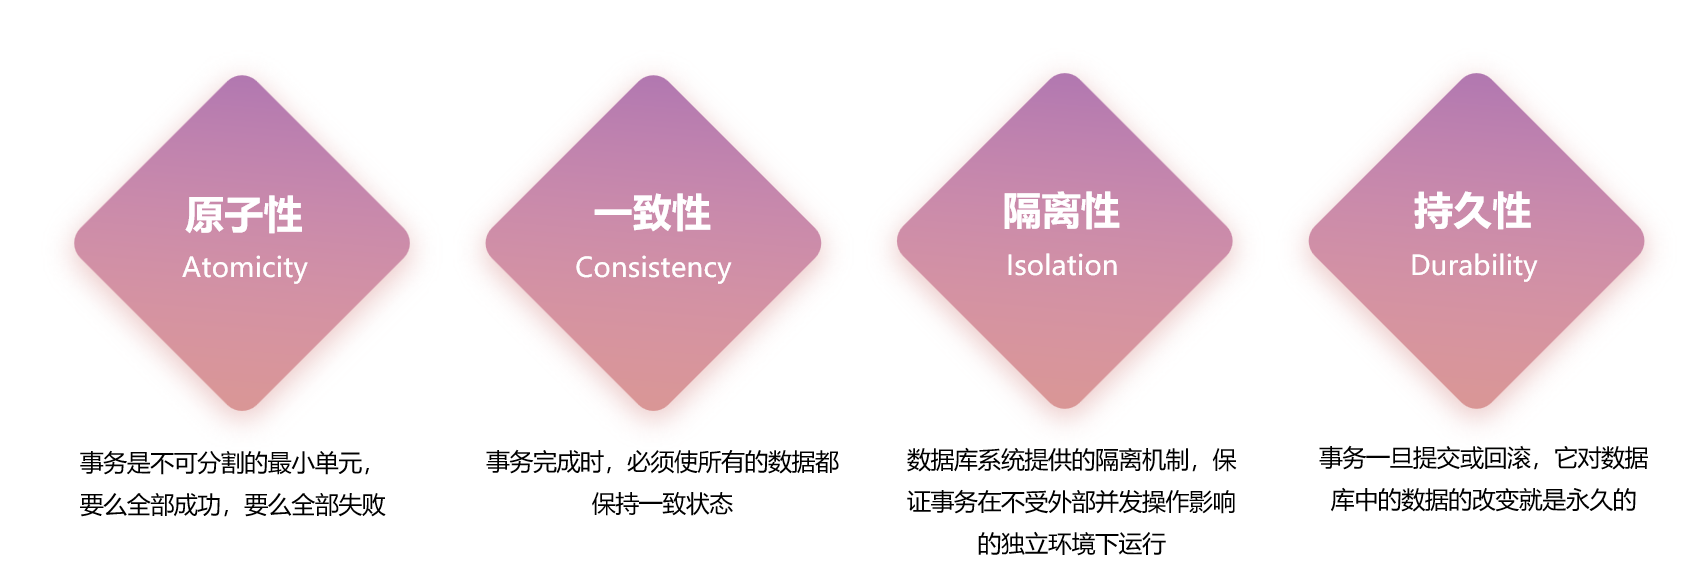 原子性
Atomicity
事务是不可分割的最小单元，
要么全部成功，要么全部失败
一致性
Consistency
事务完成时，必须使所有的数据都
保持一致状态
隔离性
Isolation
数据库系统提供的隔离机制，保
证事务在不受外部并发操作影响
的独立环境下运行
持久性
Durability
事务一旦提交或回滚，它对数据
库中的数据的改变就是永久的